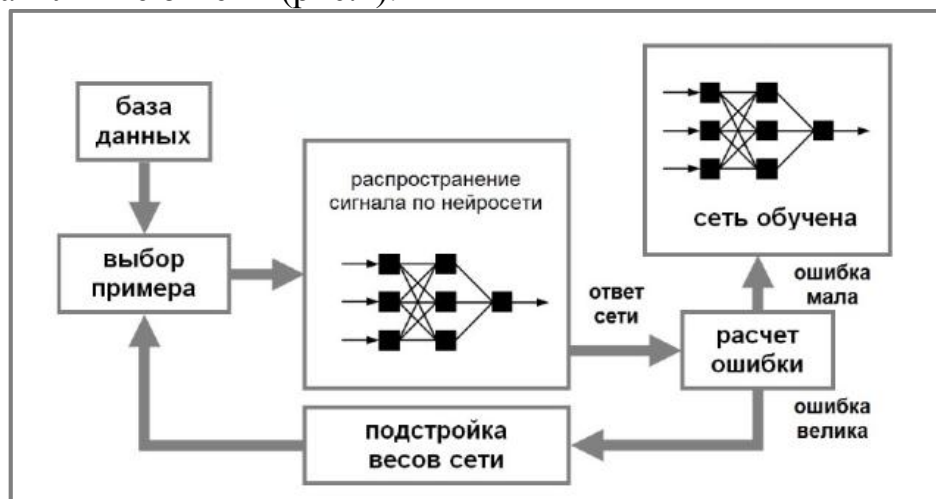 база
данных
выбор
примера
распространение
сигнала по нейросети
ответ
сети
сеть обучена
ошибка
мала
расчет
ошибки
ошибка
велика
подстройка
весов сети